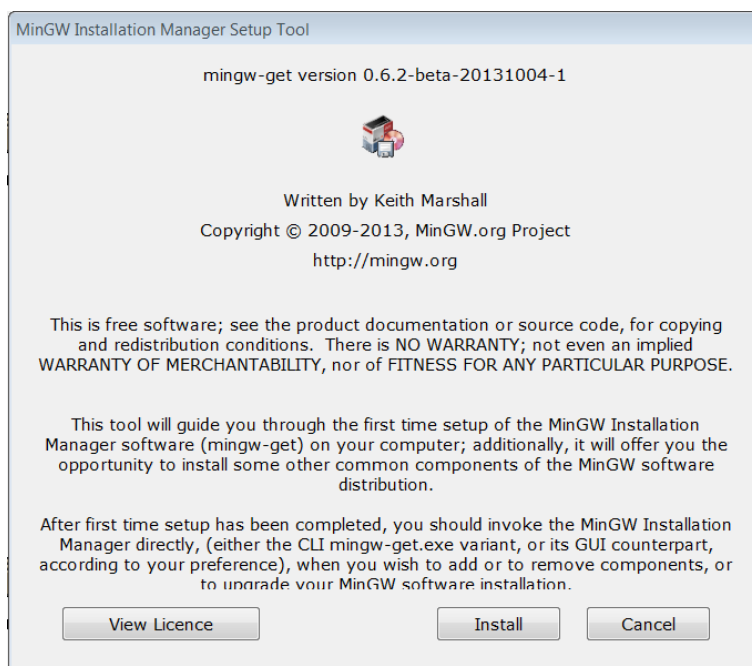 MinGW Installation Manager Setup Tool
mingw-get version 0.6.2-beta-20131004-1
Written by Keith Marshall
Copyright © 2009-2013, MinGW.org Project
http://mingw.org
This is free software; see the product documentation or source code, for copying
and redistribution conditions.  There is NO WARRANTY; not even an implied
WARRANTY OF MERCHANTABILITY, nor of FITNESS FOR ANY PARTICULAR PURPOSE.
This tool will guide you through the first time setup of the MinGW Installation
Manager software (mingw-get) on your computer; additionally, it will offer you the
opportunity to install some other common components of the MinGW software
distribution.
After first time setup has been completed, you should invoke the MinGW Installation
Manager directly, (either the CLI mingw-get.exe variant, or its GUI counterpart,
according to your preference), when you wish to add or to remove components, or
to upgrade your MinGW software installation.
View Licence
Install
Cancel